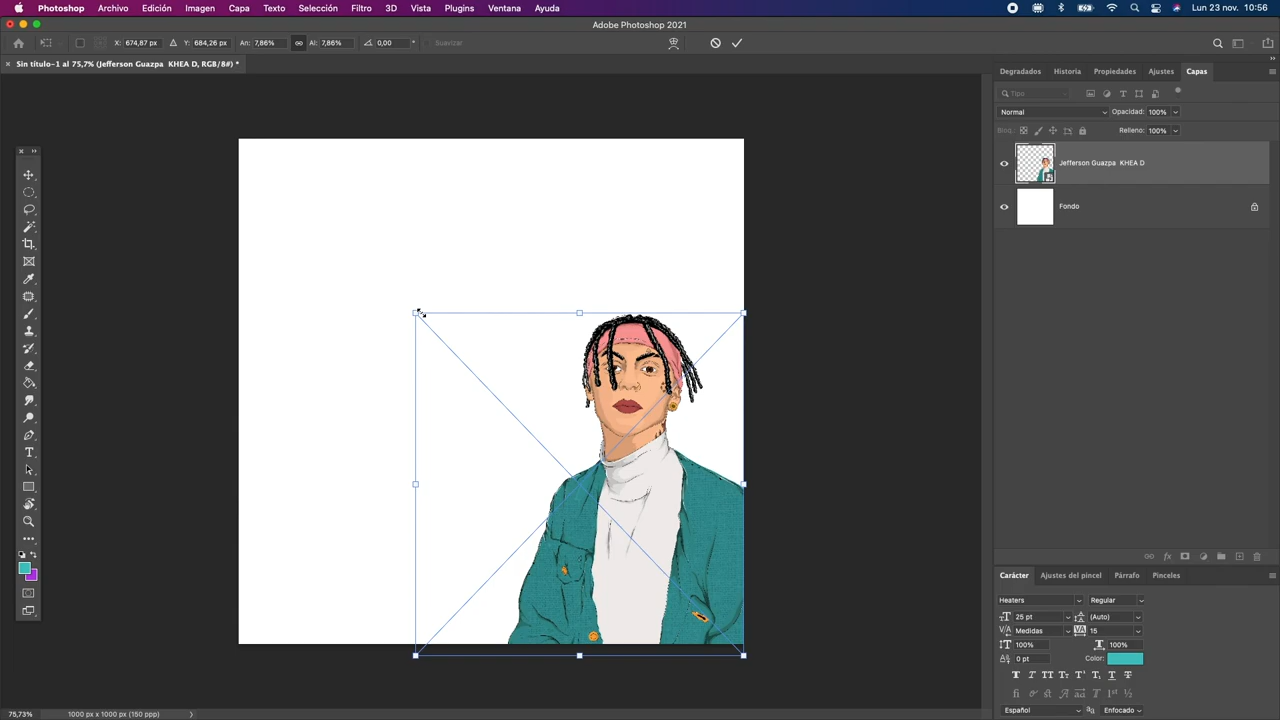 Photoshop Archivo Edición Imagen Capa Texto Selección Filtro 3D Vista Plugins Ventana Ayuda Lun 23 nov. 10:56
Adobe Photoshop 2021
X: 674,87 px Y: 684,26 px An: 7,86% Al: 7,86% 0,00 ° Suavizar
Sin título-1 al 75,7% (Jefferson Guazpa KHEA D, RGB/8#) *
Degradados Historia Propiedades Ajustes Capas
Tipo
Normal Opacidad: 100%
Bloq.: Relleno: 100%
Jefferson Guazpa KHEA D
Fondo
Carácter Ajustes del pincel Párrafo Pinceles
Heaters Regular
25 pt (Auto)
Medidas 15
100% 100%
0 pt Color:
Español Enfocado
75,73% 1000 px x 1000 px (150 ppp)